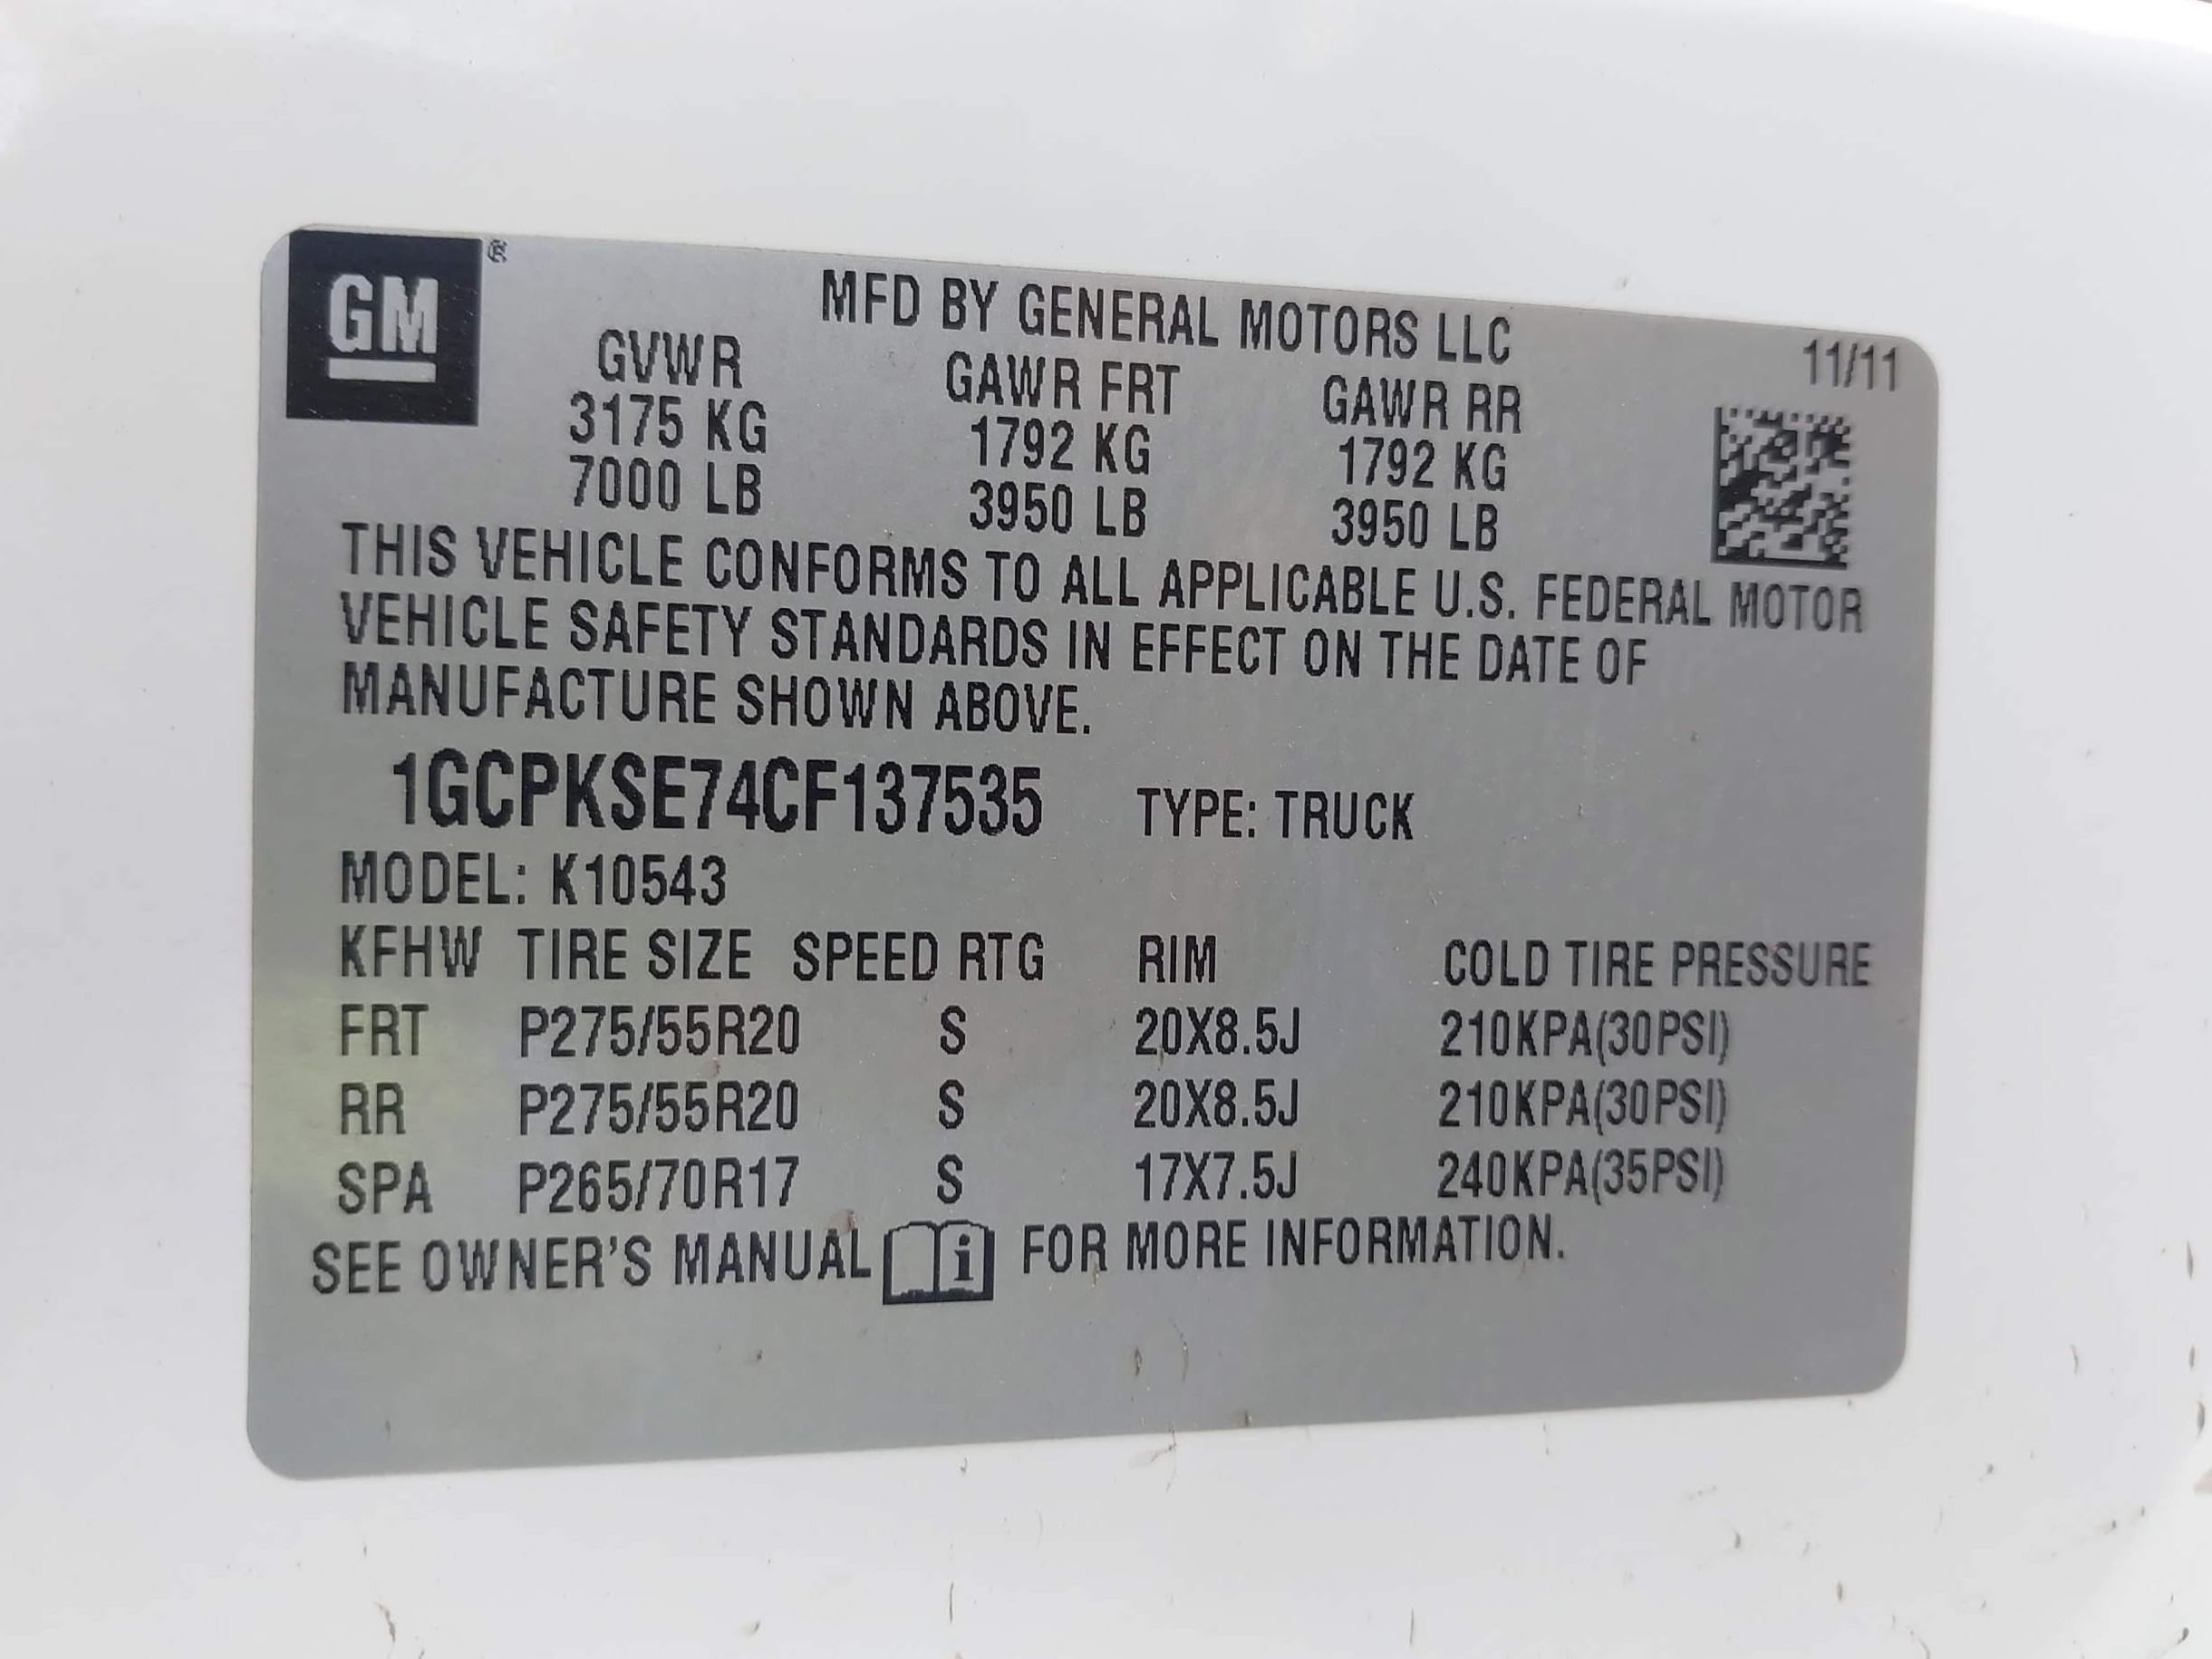 GM ®
MFD BY GENERAL MOTORS LLC
11/11
GVWR GAWR FRT GAWR RR
3175 KG 1792 KG 1792 KG
7000 LB 3950 LB 3950 LB
THIS VEHICLE CONFORMS TO ALL APPLICABLE U.S. FEDERAL MOTOR
VEHICLE SAFETY STANDARDS IN EFFECT ON THE DATE OF
MANUFACTURE SHOWN ABOVE.
1GCPKSE74CF137535 TYPE: TRUCK
MODEL: K10543
KFHW TIRE SIZE SPEED RTG RIM COLD TIRE PRESSURE
FRT P275/55R20 S 20X8.5J 210KPA(30PSI)
RR P275/55R20 S 20X8.5J 210KPA(30PSI)
SPA P265/70R17 S 17X7.5J 240KPA(35PSI)
SEE OWNER'S MANUAL i FOR MORE INFORMATION.